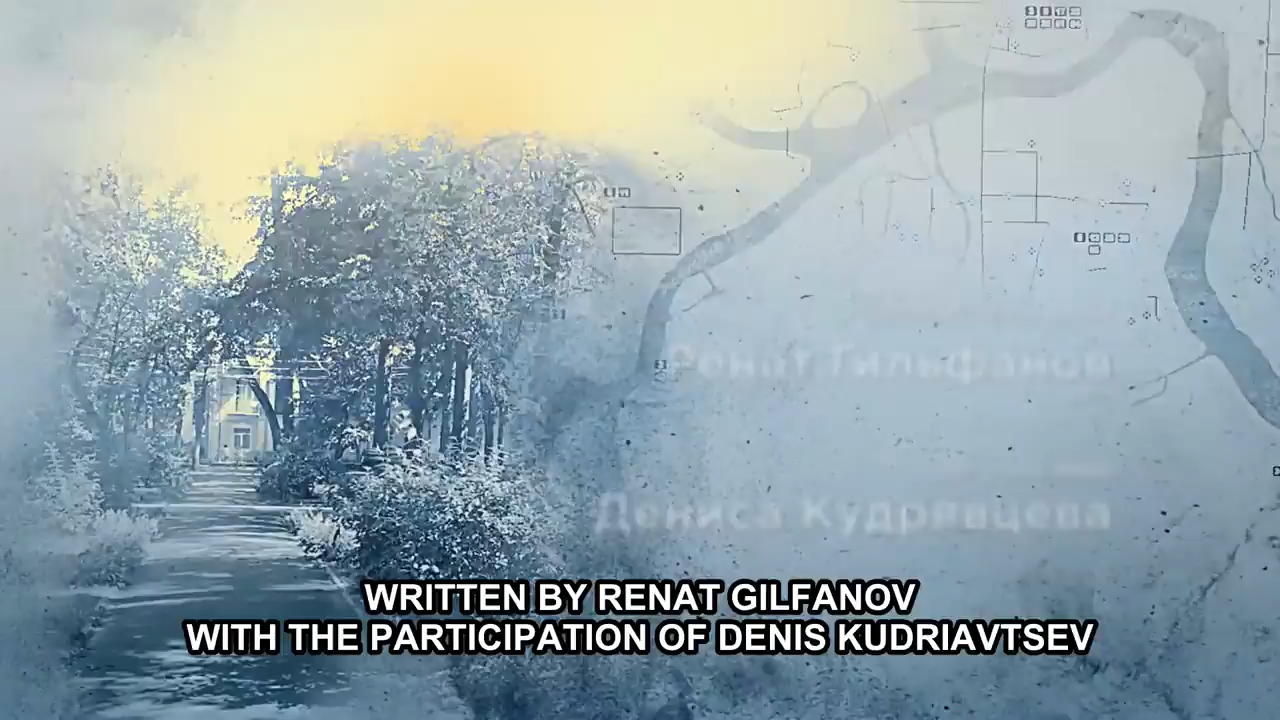 Ренат Гильфанов
Дениса Кудрявцева
WRITTEN BY RENAT GILFANOV
WITH THE PARTICIPATION OF DENIS KUDRIAVTSEV